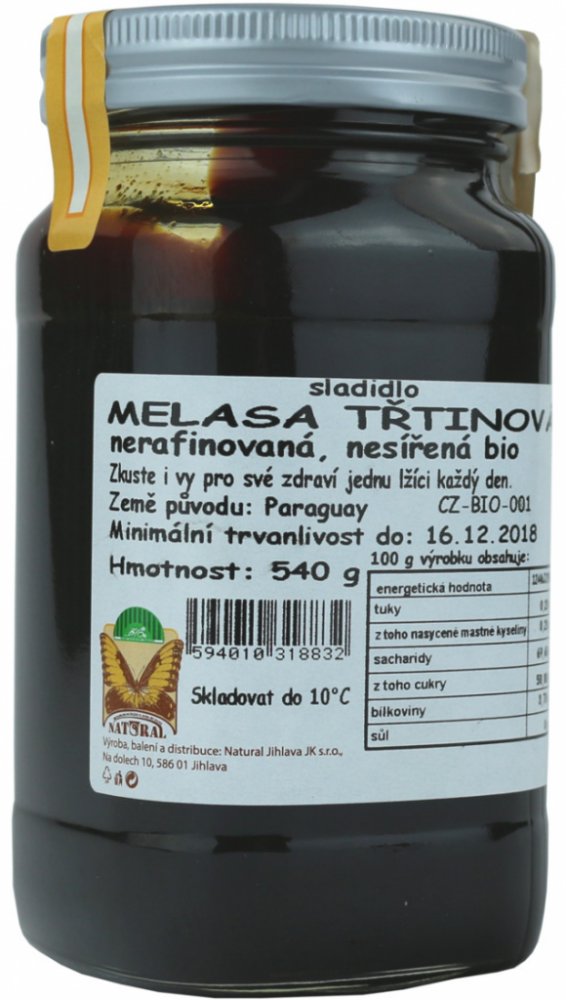 sladidlo
MELASA TŘTINOVÁ
nerafinovaná, nesířená bio
Zkuste i vy pro své zdraví jednu lžíci každý den.
Země původu: Paraguay CZ-BIO-001
Minimální trvanlivost do: 16.12.2018
Hmotnost: 540 g
100 g výrobku obsahuje:
energetická hodnota
tuky
z toho nasycené mastné kyseliny
sacharidy
z toho cukry
bílkoviny
sůl
594010 318832
Skladovat do 10°C
NATURAL
Výroba, balení a distribuce: Natural Jihlava JK s.r.o.,
Na dolech 10, 586 01 Jihlava